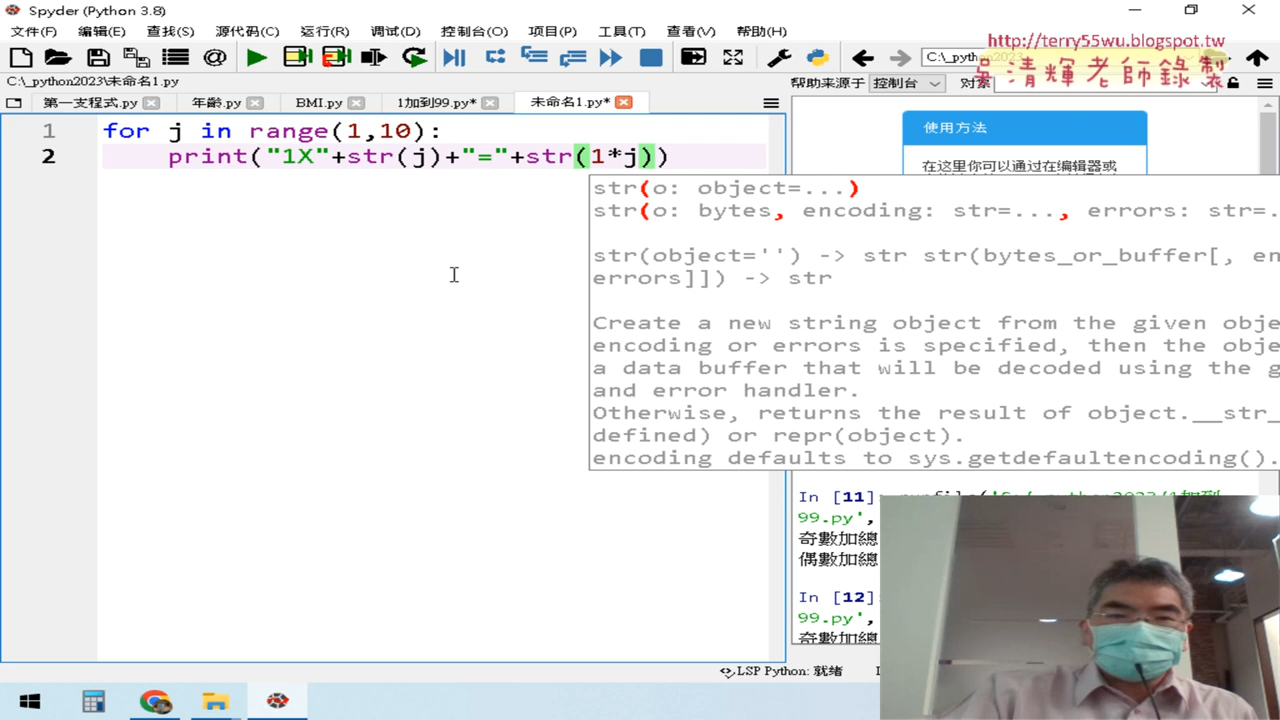 Spyder (Python 3.8)
文件(F) 编辑(E) 查找(S) 源代码(C) 运行(R) 调试(D) 控制台(O) 项目(P) 工具(T) 查看(V) 帮助(H)
http://terry55wu.blogspot.tw
吳清輝老師錄製
C:\_pytho
C:\_python2023\未命名1.py
帮助来源于 控制台 对象
第一支程式.py 年齡.py BMI.py 1加到99.py* 未命名1.py*
1 for j in range(1,10):
2 print("1X"+str(j)+"="+str(1*j))
使用方法
在这里你可以通过在编辑器或
str(o: object=...)
str(o: bytes, encoding: str=..., errors: str=.
str(object='') -> str str(bytes_or_buffer[, en
errors]]) -> str
Create a new string object from the given obje
encoding or errors is specified, then the obje
a data buffer that will be decoded using the g
and error handler.
Otherwise, returns the result of object.__str_
defined) or repr(object).
encoding defaults to sys.getdefaultencoding().
In [11]:
99.py',
奇數加總
偶數加總
In [12]
99.py',
奇數加總
LSP Python: 就绪